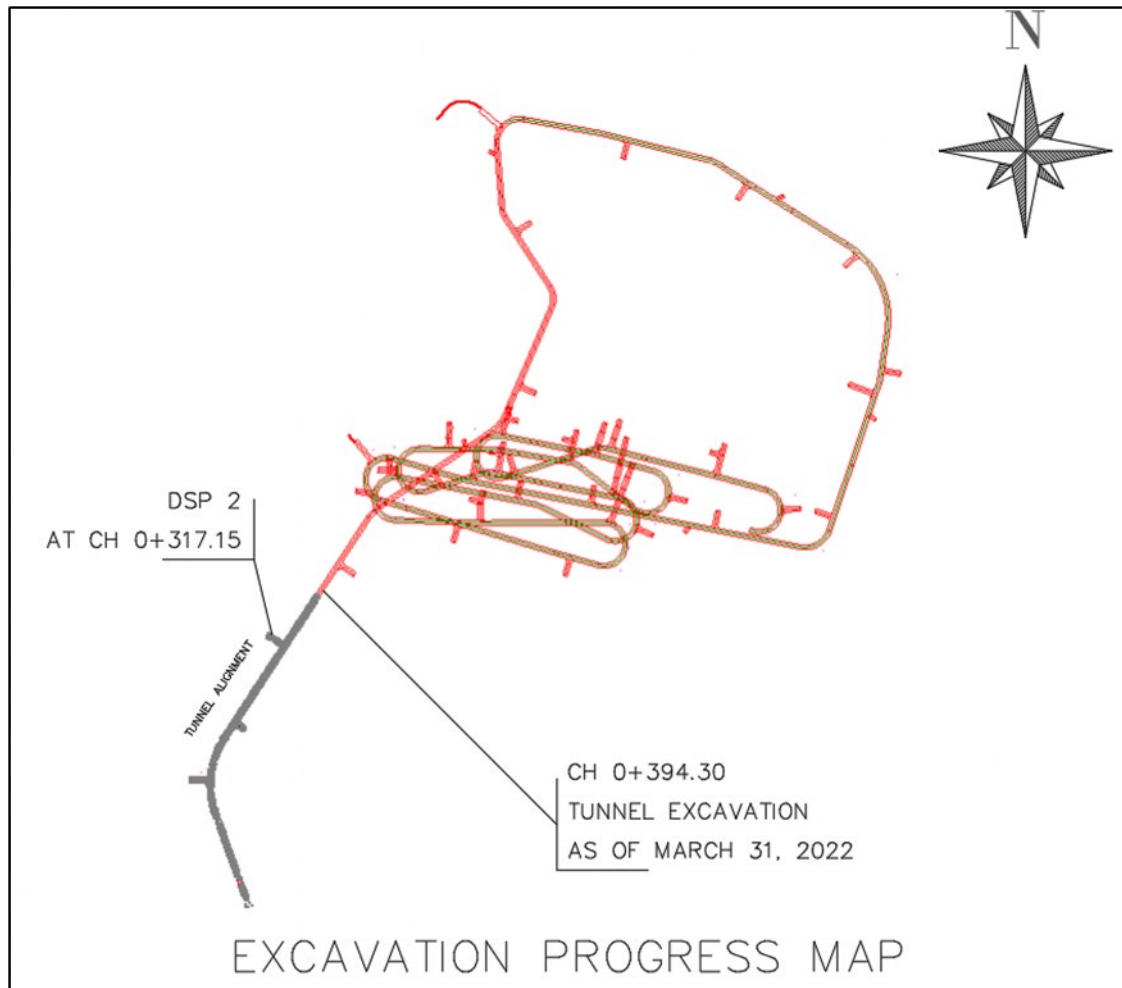 N
DSP 2
AT CH 0+317.15
TUNNEL ALIGNMENT
CH 0+394.30
TUNNEL EXCAVATION
AS OF MARCH 31, 2022
EXCAVATION PROGRESS MAP